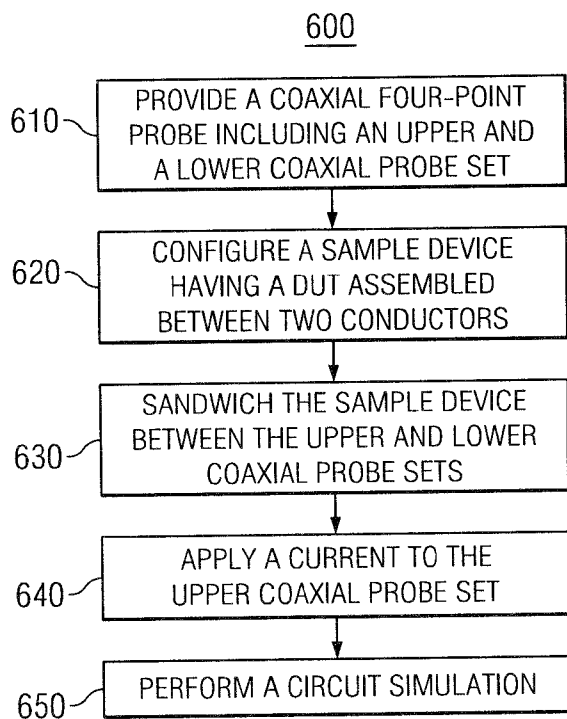 600
610
PROVIDE A COAXIAL FOUR-POINT
PROBE INCLUDING AN UPPER AND
A LOWER COAXIAL PROBE SET
620
CONFIGURE A SAMPLE DEVICE
HAVING A DUT ASSEMBLED
BETWEEN TWO CONDUCTORS
630
SANDWICH THE SAMPLE DEVICE
BETWEEN THE UPPER AND LOWER
COAXIAL PROBE SETS
640
APPLY A CURRENT TO THE
UPPER COAXIAL PROBE SET
650
PERFORM A CIRCUIT SIMULATION